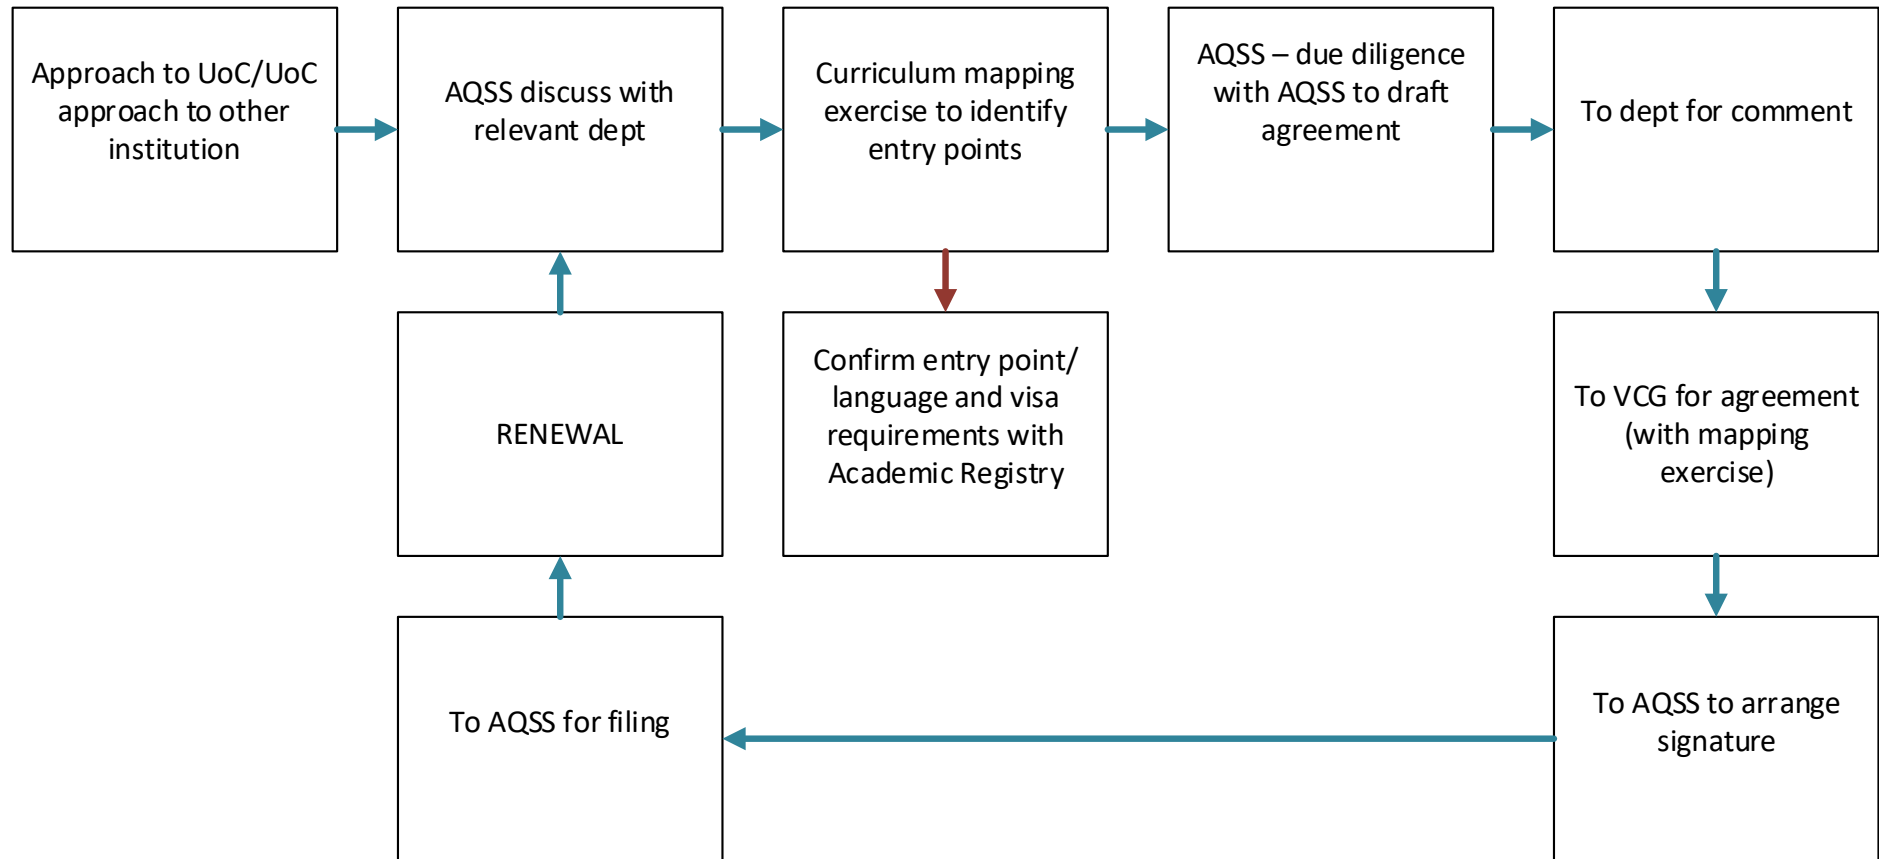 Approach to UoC/UoC
approach to other
institution
AQSS discuss with
relevant dept
Curriculum mapping
exercise to identify
entry points
AQSS – due diligence
with AQSS to draft
agreement
To dept for comment
RENEWAL
Confirm entry point/
language and visa
requirements with
Academic Registry
To VCG for agreement
(with mapping
exercise)
To AQSS for filing
To AQSS to arrange
signature